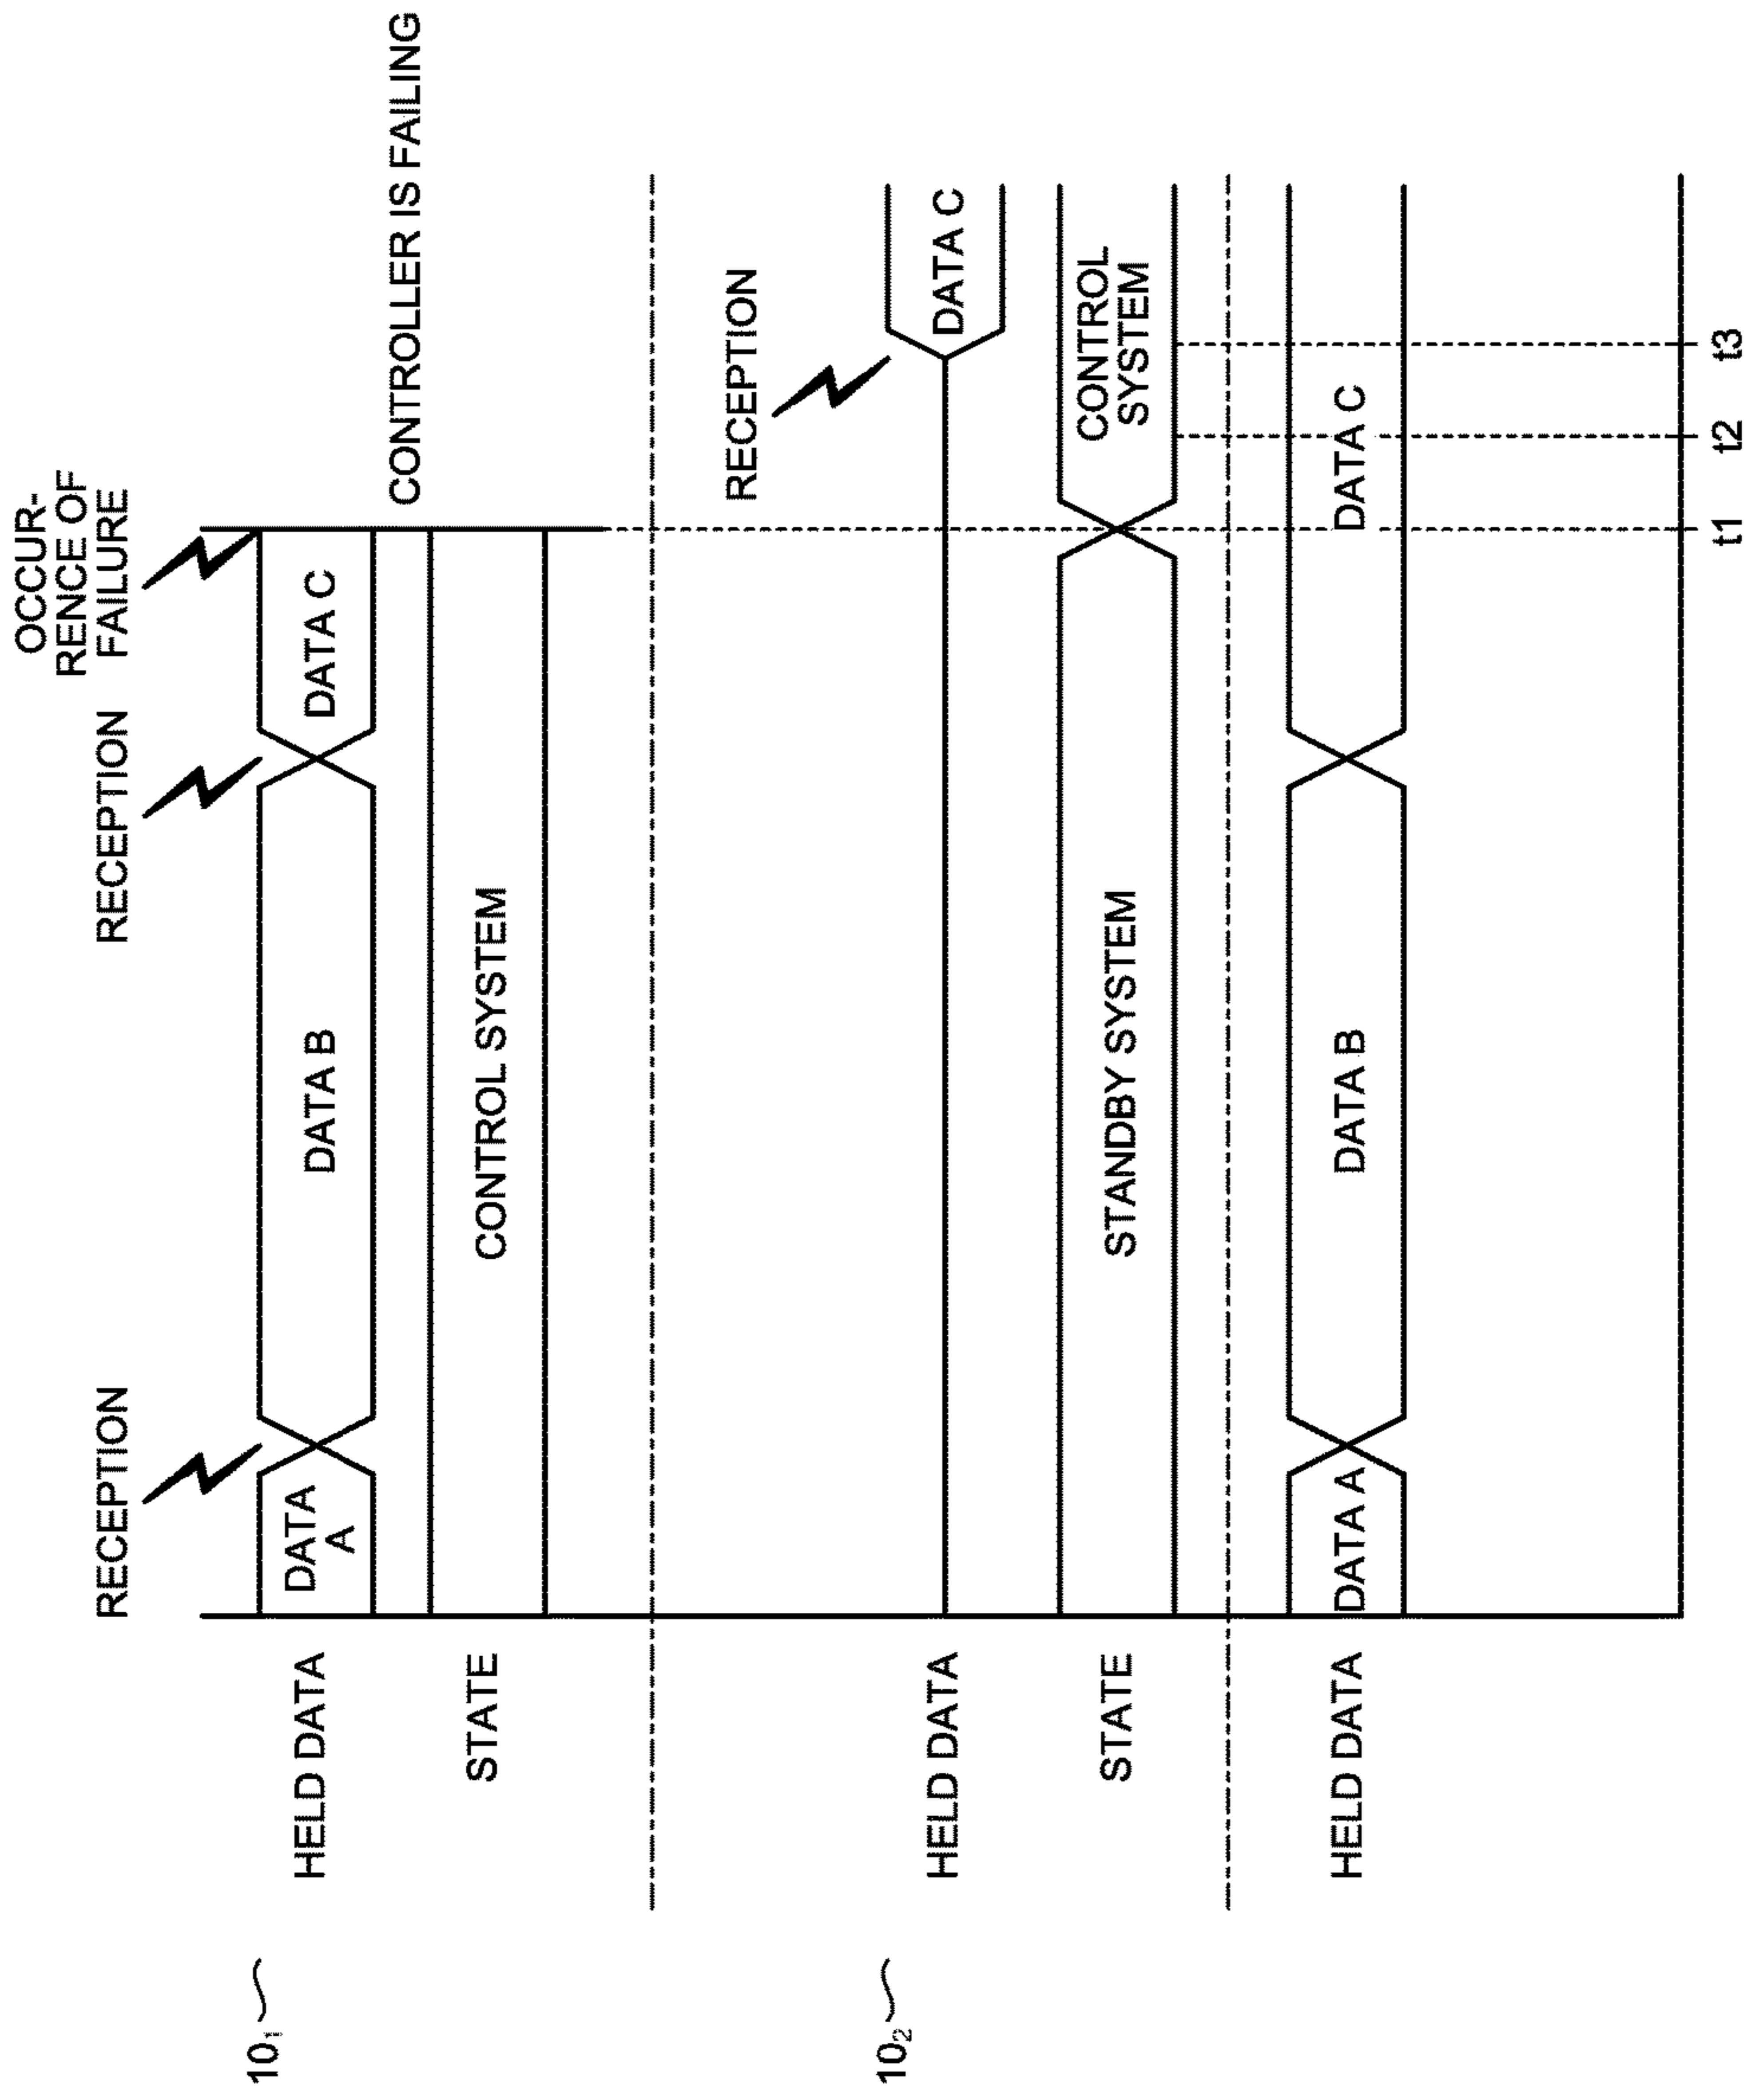 OCCUR-
RENCE OF
FAILURE
RECEPTION
RECEPTION
10₁
HELD DATA
DATA
A
DATA B
DATA C
CONTROLLER IS FAILING
STATE
CONTROL SYSTEM
RECEPTION
10₂
HELD DATA
DATA C
STATE
STANDBY SYSTEM
CONTROL
SYSTEM
HELD DATA
DATA A
DATA B
DATA C
t1
t2
t3